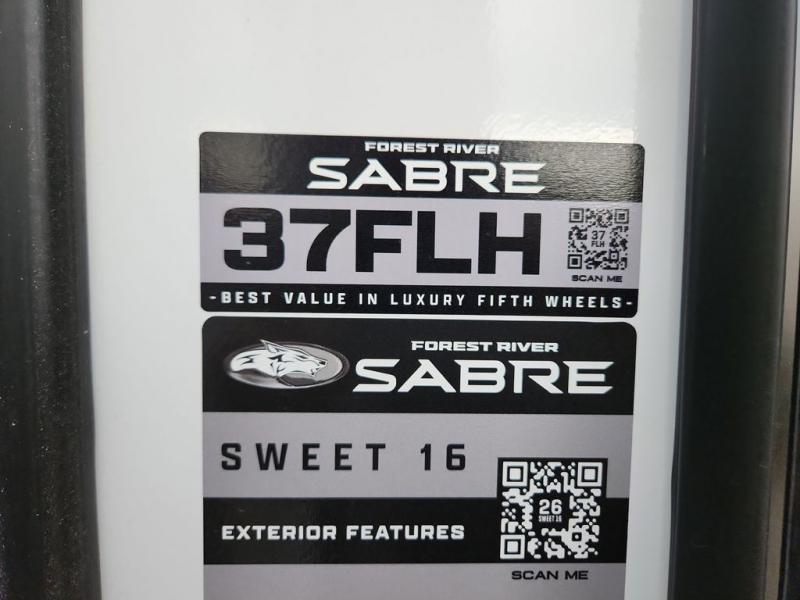 FOREST RIVER
SABRE
37FLH
37
FLH
SCAN ME
-BEST VALUE IN LUXURY FIFTH WHEELS-
FOREST RIVER
SABRE
SWEET 16
26
SWEET 16
EXTERIOR FEATURES
SCAN ME